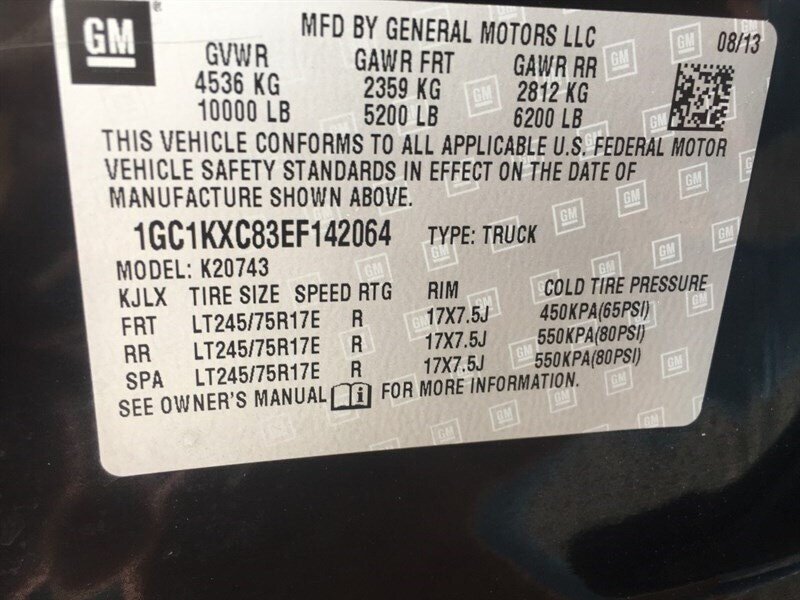 GM
MFD BY GENERAL MOTORS LLC 08/13
GVWR GAWR FRT GAWR RR
4536 KG 2359 KG 2812 KG
10000 LB 5200 LB 6200 LB
THIS VEHICLE CONFORMS TO ALL APPLICABLE U.S. FEDERAL MOTOR
VEHICLE SAFETY STANDARDS IN EFFECT ON THE DATE OF
MANUFACTURE SHOWN ABOVE.
1GC1KXC83EF142064 TYPE: TRUCK
MODEL: K20743
KJLX TIRE SIZE SPEED RTG RIM COLD TIRE PRESSURE
FRT LT245/75R17E R 17X7.5J 450KPA(65PSI)
RR LT245/75R17E R 17X7.5J 550KPA(80PSI)
SPA LT245/75R17E R 17X7.5J 550KPA(80PSI)
SEE OWNER'S MANUAL i FOR MORE INFORMATION.